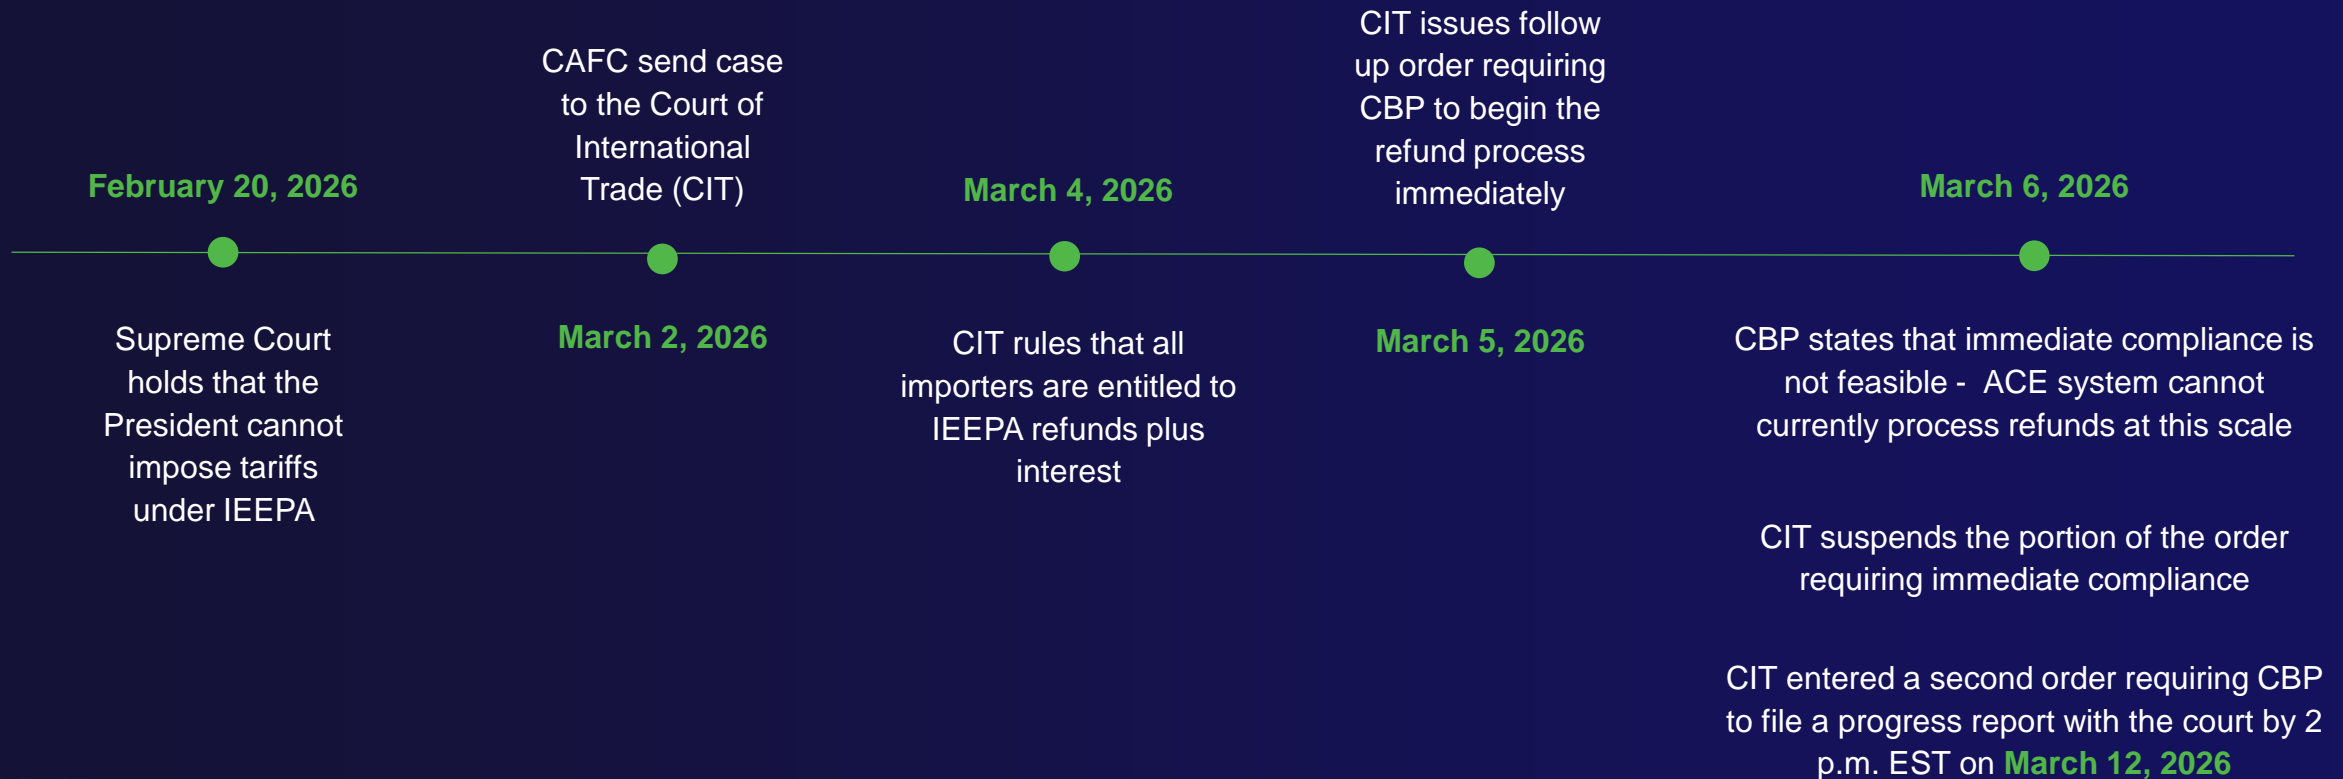 February 20, 2026
Supreme Court
holds that the
President cannot
impose tariffs
under IEEPA
CAFC send case
to the Court of
International
Trade (CIT)
March 2, 2026
March 4, 2026
CIT rules that all
importers are entitled to
IEEPA refunds plus
interest
CIT issues follow
up order requiring
CBP to begin the
refund process
immediately
March 5, 2026
March 6, 2026
CBP states that immediate compliance is
not feasible -  ACE system cannot
currently process refunds at this scale
CIT suspends the portion of the order
requiring immediate compliance
CIT entered a second order requiring CBP
to file a progress report with the court by 2
p.m. EST on March 12, 2026